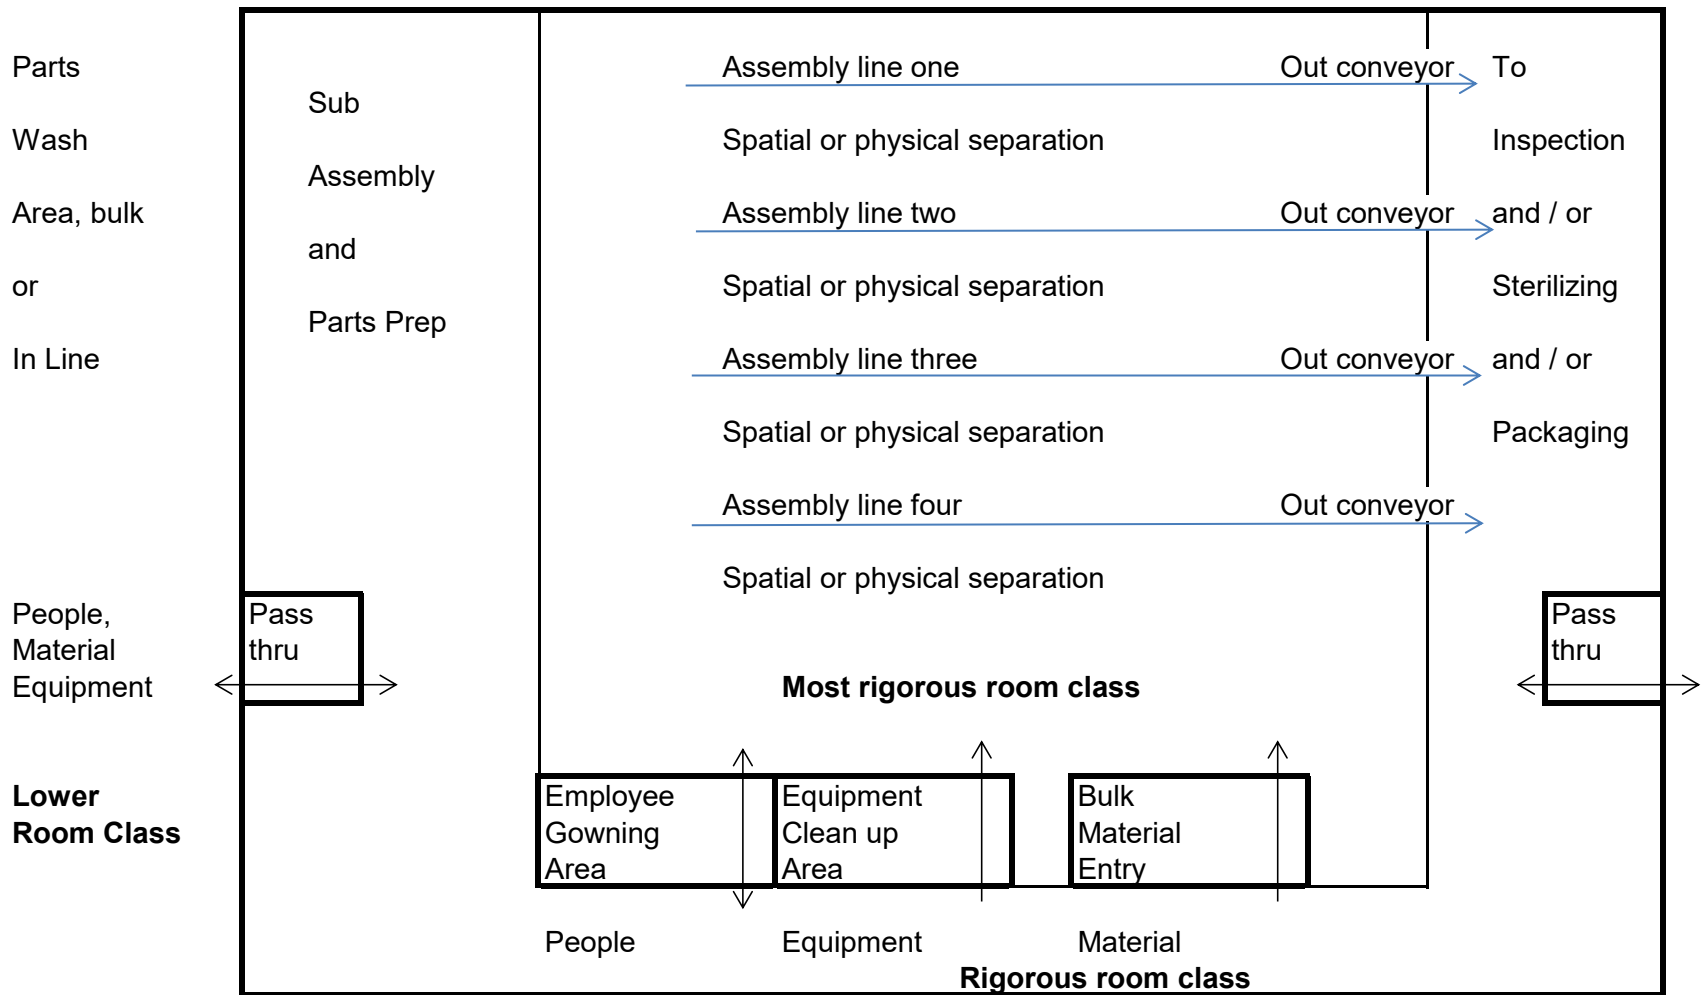 Parts
Wash
Area, bulk
or
In Line
Sub
Assembly
and
Parts Prep
Assembly line one
Out conveyor
Spatial or physical separation
Assembly line two
Out conveyor
Spatial or physical separation
Assembly line three
Out conveyor
Spatial or physical separation
Assembly line four
Out conveyor
Spatial or physical separation
To
Inspection
and / or
Sterilizing
and / or
Packaging
People,
Material
Equipment
Pass
thru
Most rigorous room class
Pass
thru
Lower
Room Class
Employee
Gowning
Area
Equipment
Clean up
Area
Bulk
Material
Entry
People
Equipment
Material
Rigorous room class